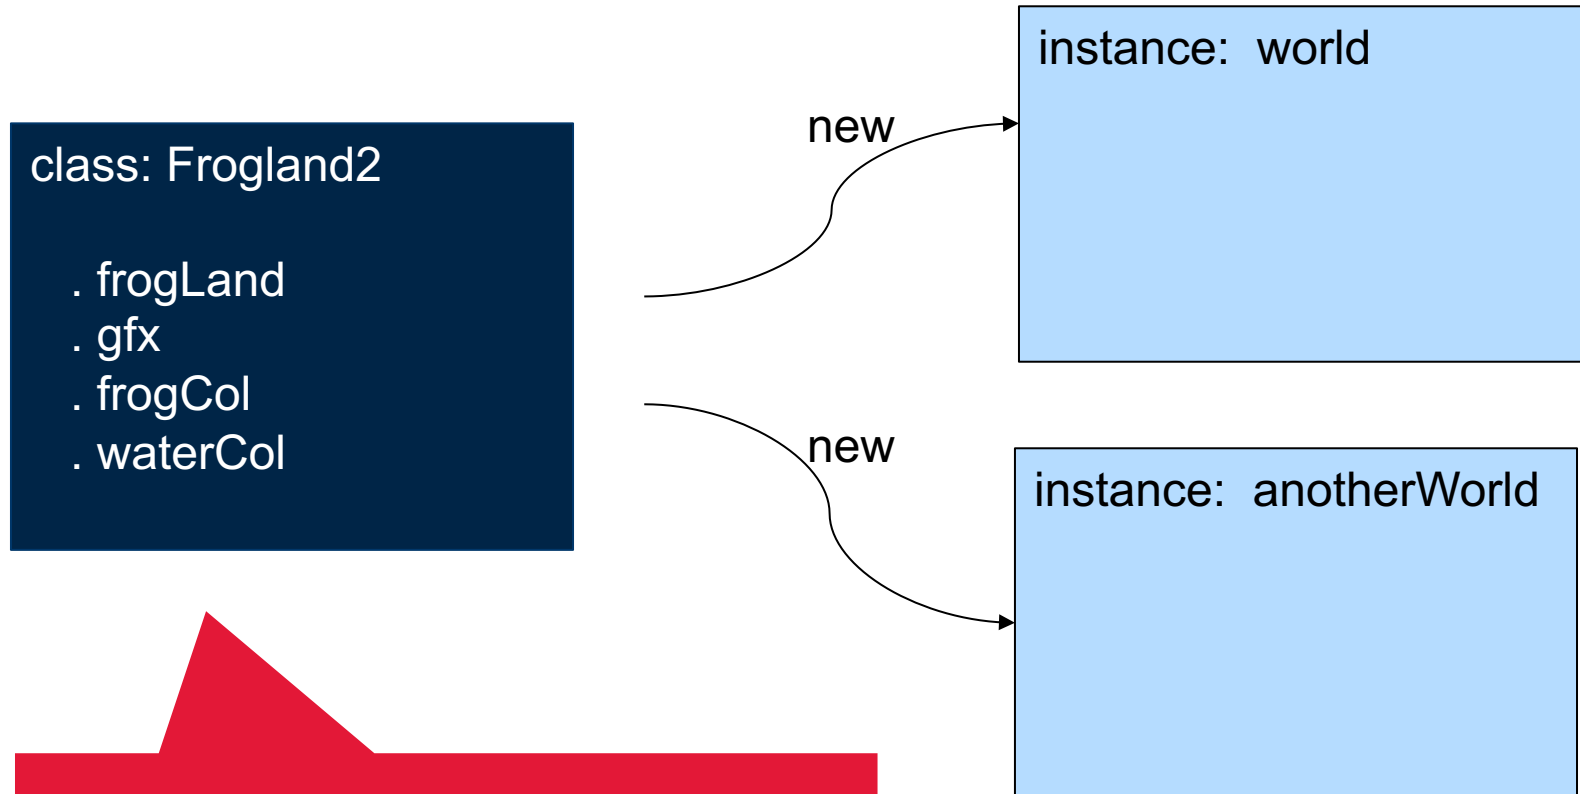 class: Frogland2
. frogLand
. gfx
. frogCol
. waterCol
new
new
instance:  world
instance:  anotherWorld